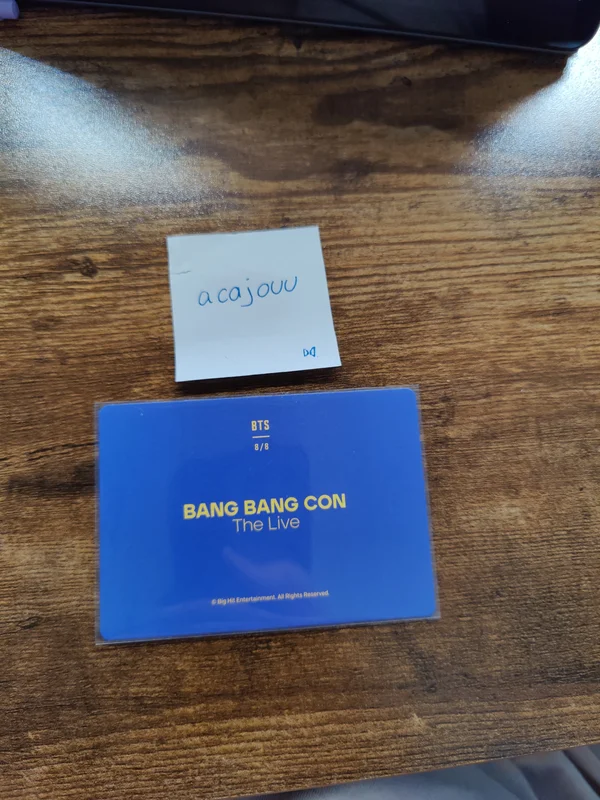 acajouu
BTS
8/8
BANG BANG CON
The Live
© Big Hit Entertainment. All Rights Reserved.